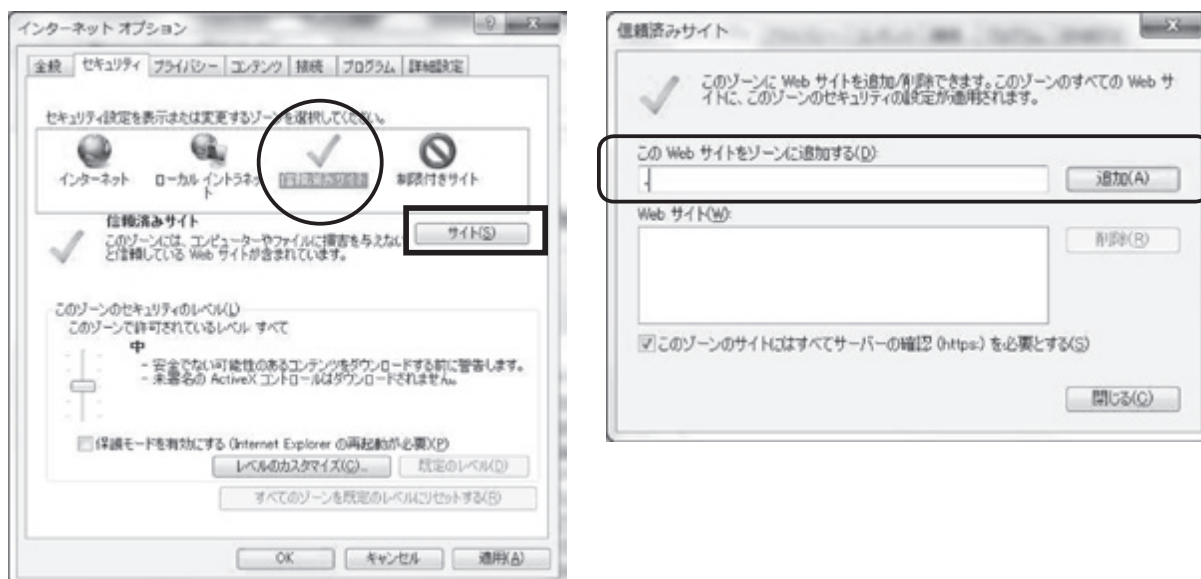 インターネット オプション
全般 セキュリティ プライバシー コンテンツ 接続 プログラム 詳細設定
セキュリティ設定を表示または変更するゾーンを選択してください。
インターネット ローカル イントラネット 信頼済みサイト 制限付きサイト
信頼済みサイト
サイト(S)
このゾーンには、コンピューターやファイルに損害を与えない
と信頼している Web サイトが含まれています。
このゾーンのセキュリティのレベル(L)
このゾーンで許可されているレベル すべて
中
- 安全でない可能性のあるコンテンツをダウンロードする前に警告します。
- 未署名の ActiveX コントロールはダウンロードされません。
保護モードを有効にする (Internet Explorer の再起動が必要)(P)
レベルのカスタマイズ(C)... 既定のレベル(D)
すべてのゾーンを既定のレベルにリセットする(R)
OK キャンセル 適用(A)
信頼済みサイト
このゾーンに Web サイトを追加/削除できます。このゾーンのすべての Web サ
イトに、このゾーンのセキュリティの設定が適用されます。
この Web サイトをゾーンに追加する(D):
追加(A)
Web サイト(W):
削除(R)
このゾーンのサイトにはすべてサーバーの確認 (https:) を必要とする(S)
閉じる(C)